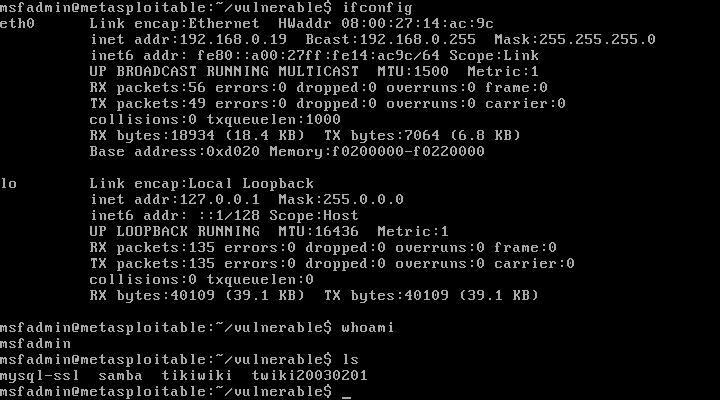 msfadmin@metasploitable:~/vulnerable$ ifconfig
eth0      Link encap:Ethernet  HWaddr 08:00:27:14:ac:9c
          inet addr:192.168.0.19  Bcast:192.168.0.255  Mask:255.255.255.0
          inet6 addr: fe80::a00:27ff:fe14:ac9c/64 Scope:Link
          UP BROADCAST RUNNING MULTICAST  MTU:1500  Metric:1
          RX packets:56 errors:0 dropped:0 overruns:0 frame:0
          TX packets:49 errors:0 dropped:0 overruns:0 carrier:0
          collisions:0 txqueuelen:1000
          RX bytes:18934 (18.4 KB)  TX bytes:7064 (6.8 KB)
          Base address:0xd020 Memory:f0200000-f0220000
lo        Link encap:Local Loopback
          inet addr:127.0.0.1  Mask:255.0.0.0
          inet6 addr: ::1/128 Scope:Host
          UP LOOPBACK RUNNING  MTU:16436  Metric:1
          RX packets:135 errors:0 dropped:0 overruns:0 frame:0
          TX packets:135 errors:0 dropped:0 overruns:0 carrier:0
          collisions:0 txqueuelen:0
          RX bytes:40109 (39.1 KB)  TX bytes:40109 (39.1 KB)
msfadmin@metasploitable:~/vulnerable$ whoami
msfadmin
msfadmin@metasploitable:~/vulnerable$ ls
mysql-ssl  samba  tikiwiki  twiki20030201
msfadmin@metasploitable:~/vulnerable$ _